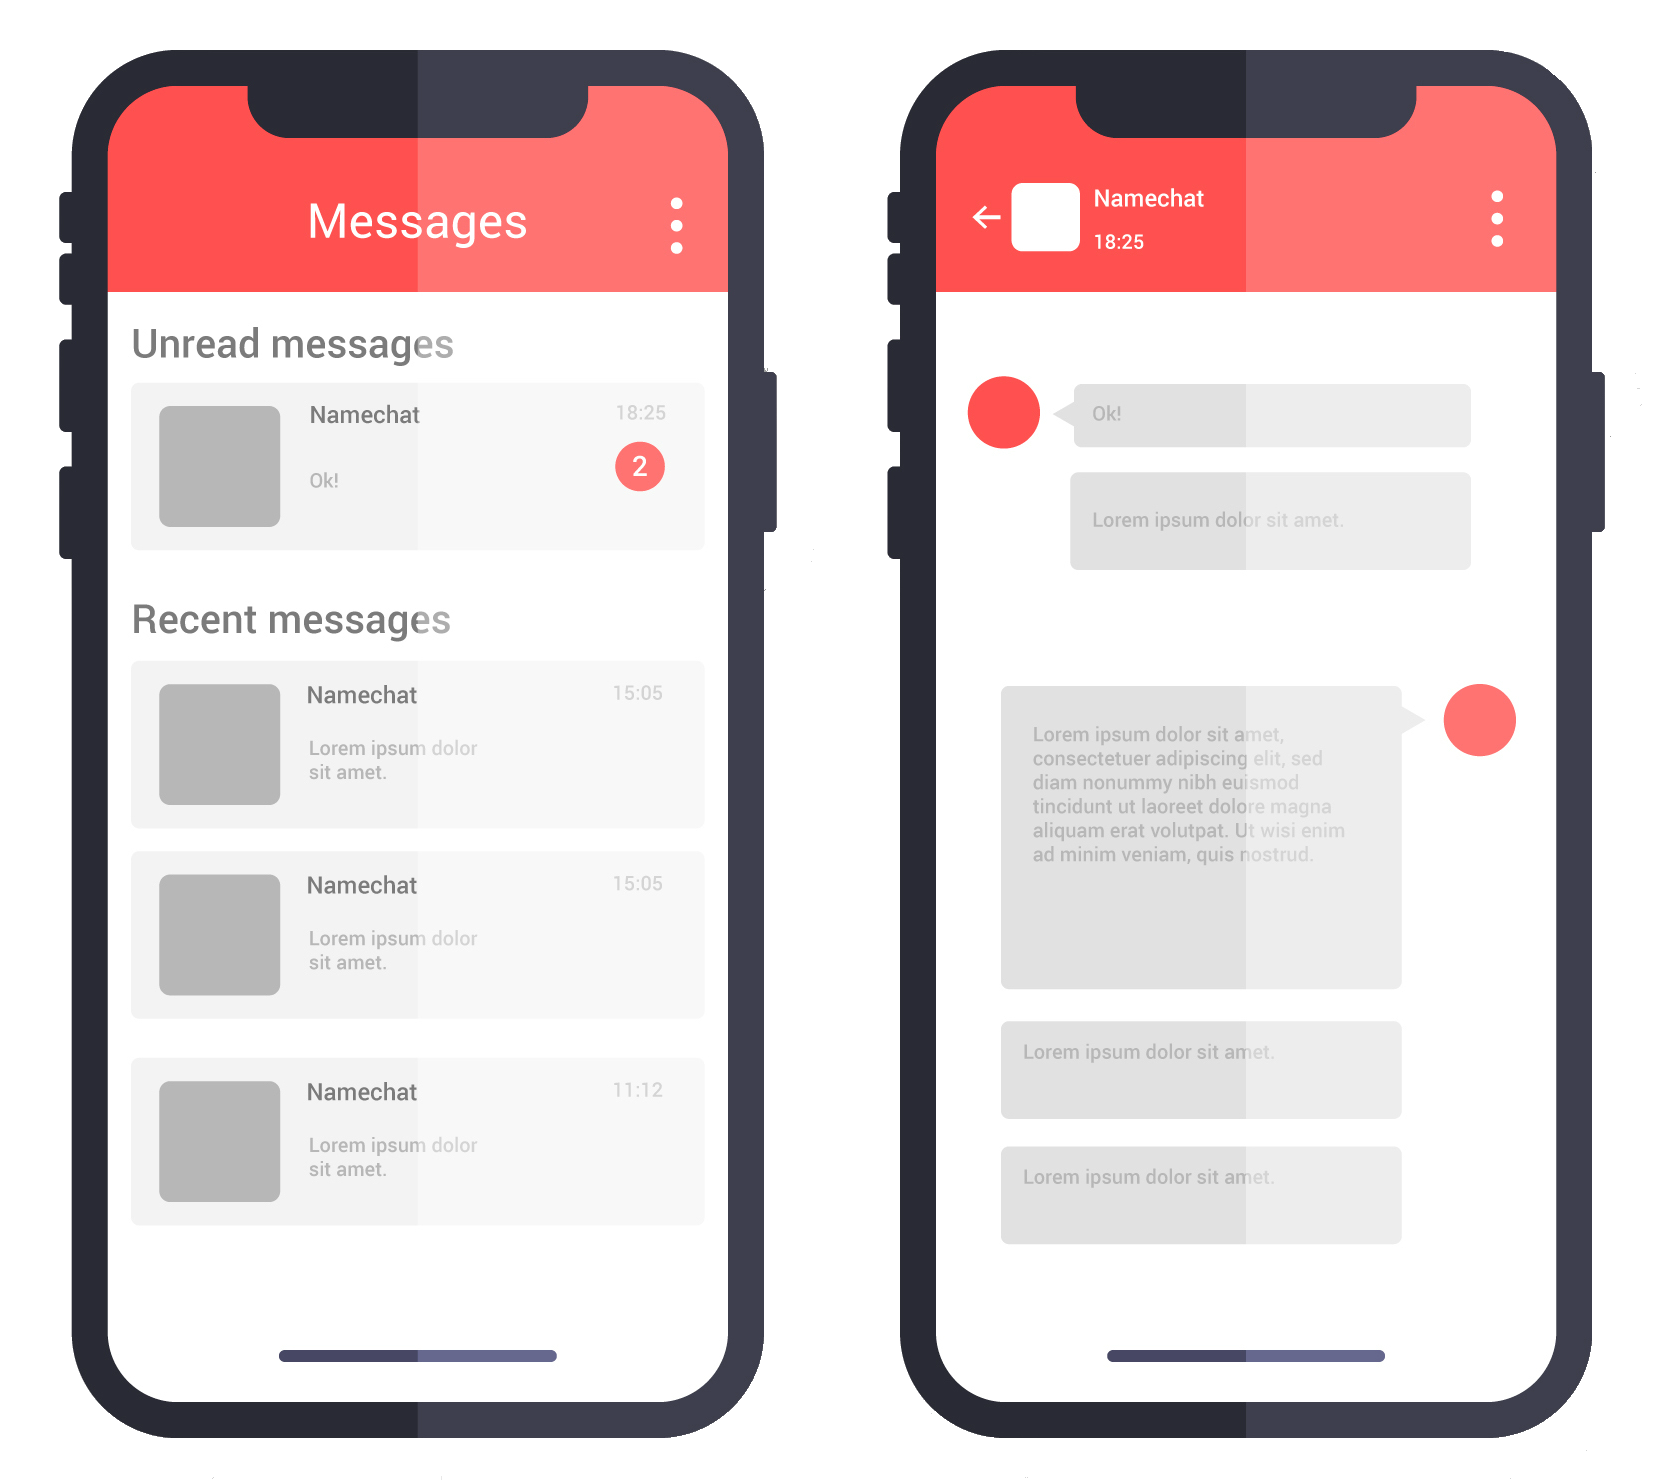 Messages
Unread messages
Namechat
18:25
Ok!
2
Recent messages
Namechat
15:05
Lorem ipsum dolor
sit amet.
Namechat
15:05
Lorem ipsum dolor
sit amet.
Namechat
11:12
Lorem ipsum dolor
sit amet.
Namechat
18:25
Ok!
Lorem ipsum dolor sit amet.
Lorem ipsum dolor sit amet,
consectetuer adipiscing elit, sed
diam nonummy nibh euismod
tincidunt ut laoreet dolore magna
aliquam erat volutpat. Ut wisi enim
ad minim veniam, quis nostrud.
Lorem ipsum dolor sit amet.
Lorem ipsum dolor sit amet.